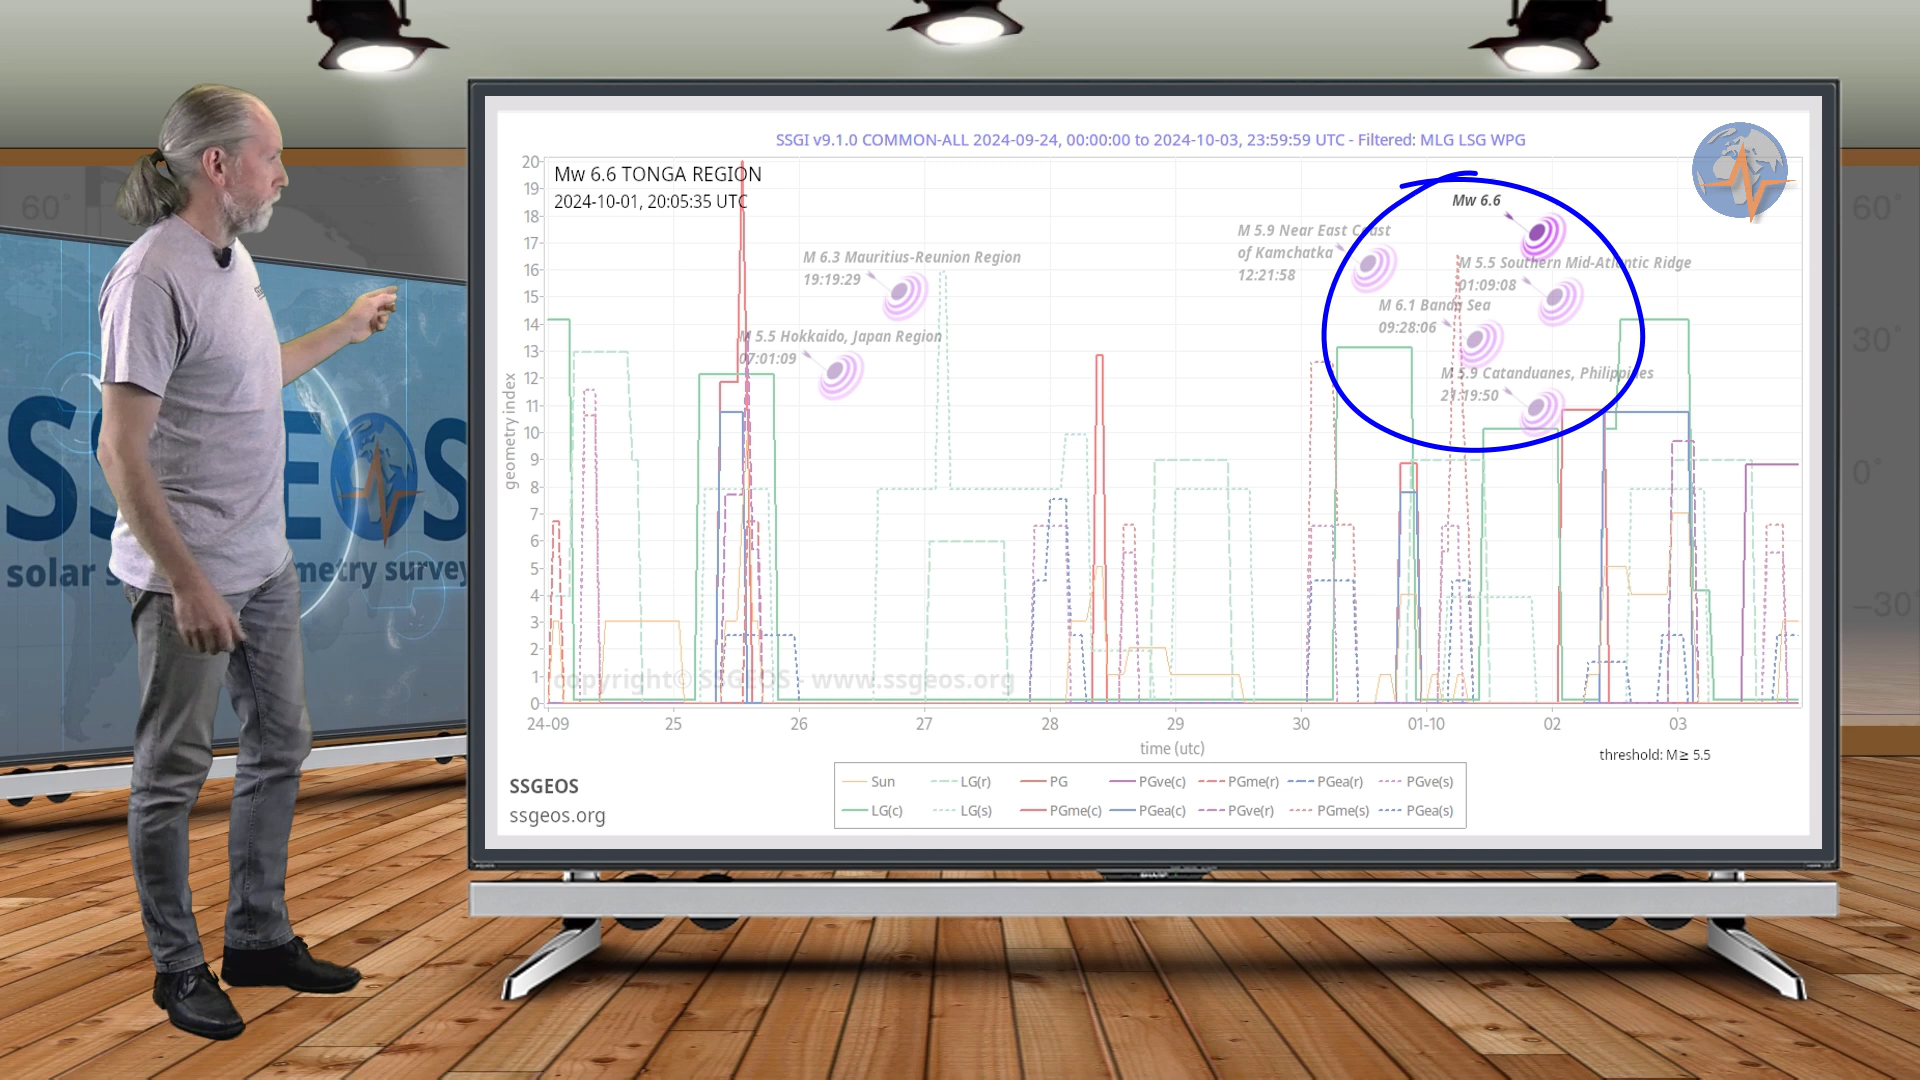 SSGI v9.1.0 COMMON-ALL 2024-09-24, 00:00:00 to 2024-10-03, 23:59:59 UTC - Filtered: MLG LSG WPG
Mw 6.6 TONGA REGION
2024-10-01, 20:05:35 UTC
Mw 6.6
M 5.9 Near East Coast
of Kamchatka
12:21:58
M 6.3 Mauritius-Reunion Region
19:19:29
M 5.5 Southern Mid-Atlantic Ridge
01:09:08
M 6.1 Banda Sea
09:28:06
M 5.5 Hokkaido, Japan Region
07:01:09
M 5.9 Catanduanes, Philippines
21:19:50
20
19
18
17
16
15
14
13
12
11
10
9
8
7
6
5
4
3
2
1
0
geometry index
copyright© SSGEOS - www.ssgeos.org
24-09 25 26 27 28 29 30 01-10 02 03
time (utc)
threshold: M≥ 5.5
Sun LG(r) PG PGve(c) PGme(r) PGea(r) PGve(s)
LG(c) LG(s) PGme(c) PGea(c) PGve(r) PGme(s) PGea(s)
SSGEOS
ssgeos.org
60°
SSGEOS
solar s metry survey
60°
30°
0°
-30°
SHARP